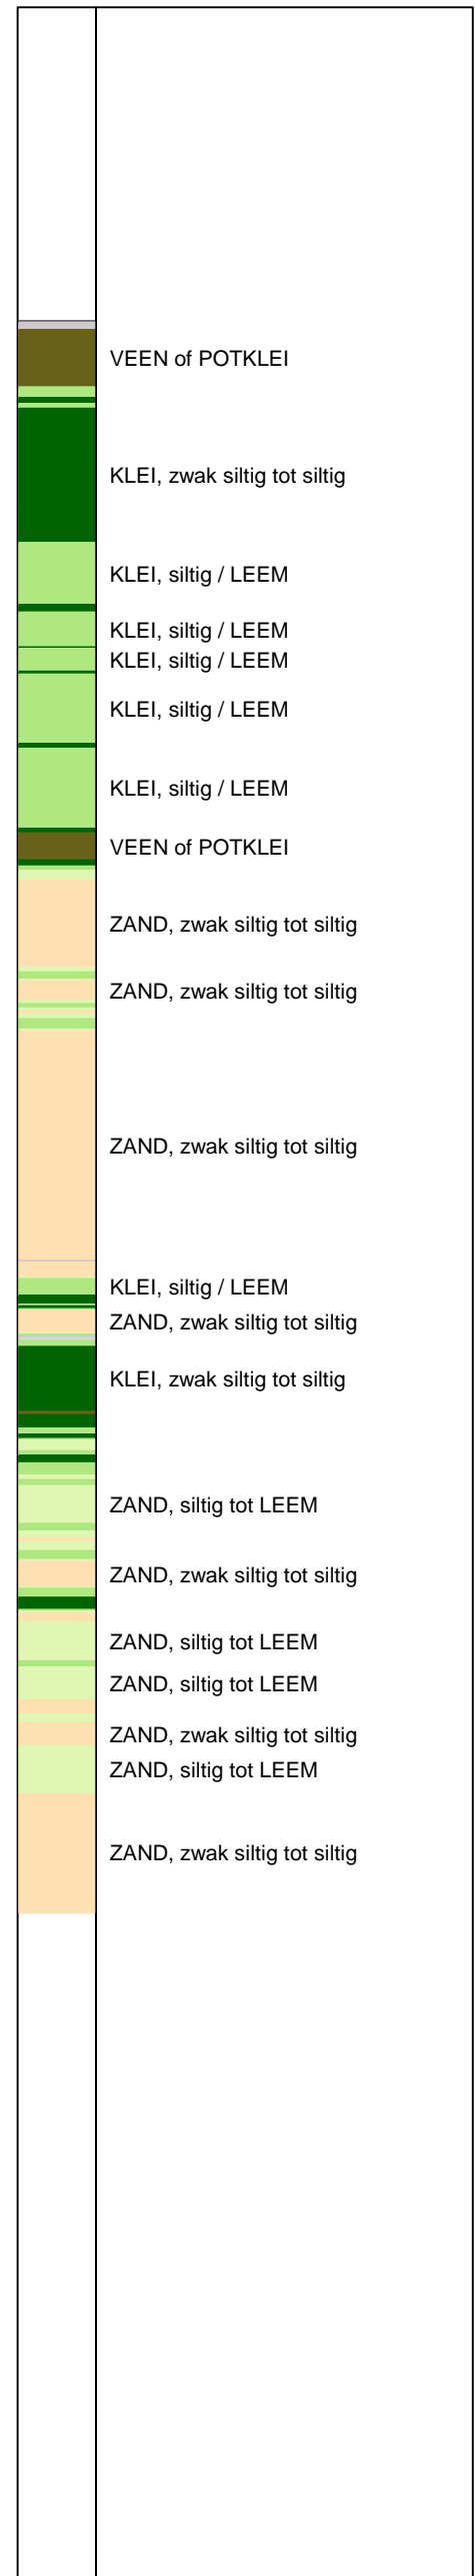 VEEN of POTKLEI
KLEI, zwak siltig tot siltig
KLEI, siltig / LEEM
KLEI, siltig / LEEM
KLEI, siltig / LEEM
KLEI, siltig / LEEM
KLEI, siltig / LEEM
VEEN of POTKLEI
ZAND, zwak siltig tot siltig
ZAND, zwak siltig tot siltig
ZAND, zwak siltig tot siltig
KLEI, siltig / LEEM
ZAND, zwak siltig tot siltig
KLEI, zwak siltig tot siltig
ZAND, siltig tot LEEM
ZAND, zwak siltig tot siltig
ZAND, siltig tot LEEM
ZAND, siltig tot LEEM
ZAND, zwak siltig tot siltig
ZAND, siltig tot LEEM
ZAND, zwak siltig tot siltig